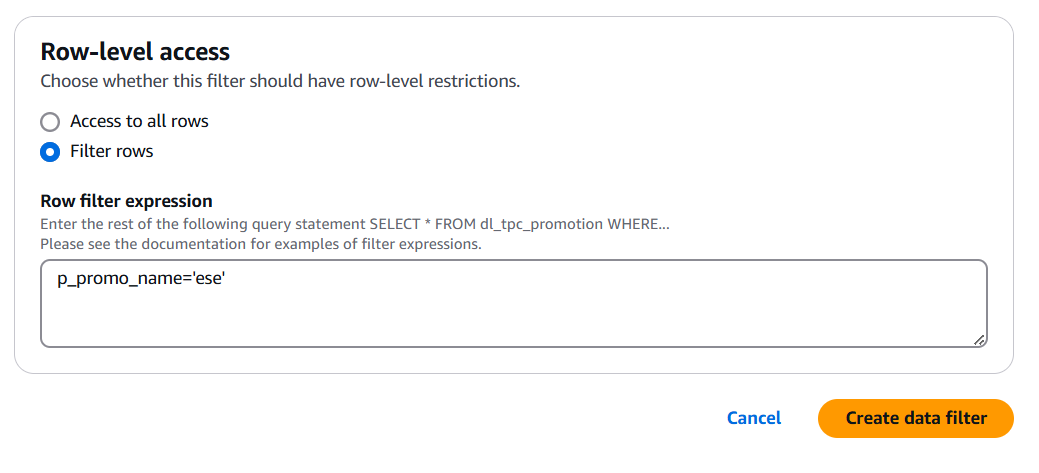 Row-level access
Choose whether this filter should have row-level restrictions.
Access to all rows
Filter rows
Row filter expression
Enter the rest of the following query statement SELECT * FROM dl_tpc_promotion WHERE...
Please see the documentation for examples of filter expressions.
p_promo_name='ese'
Cancel
Create data filter